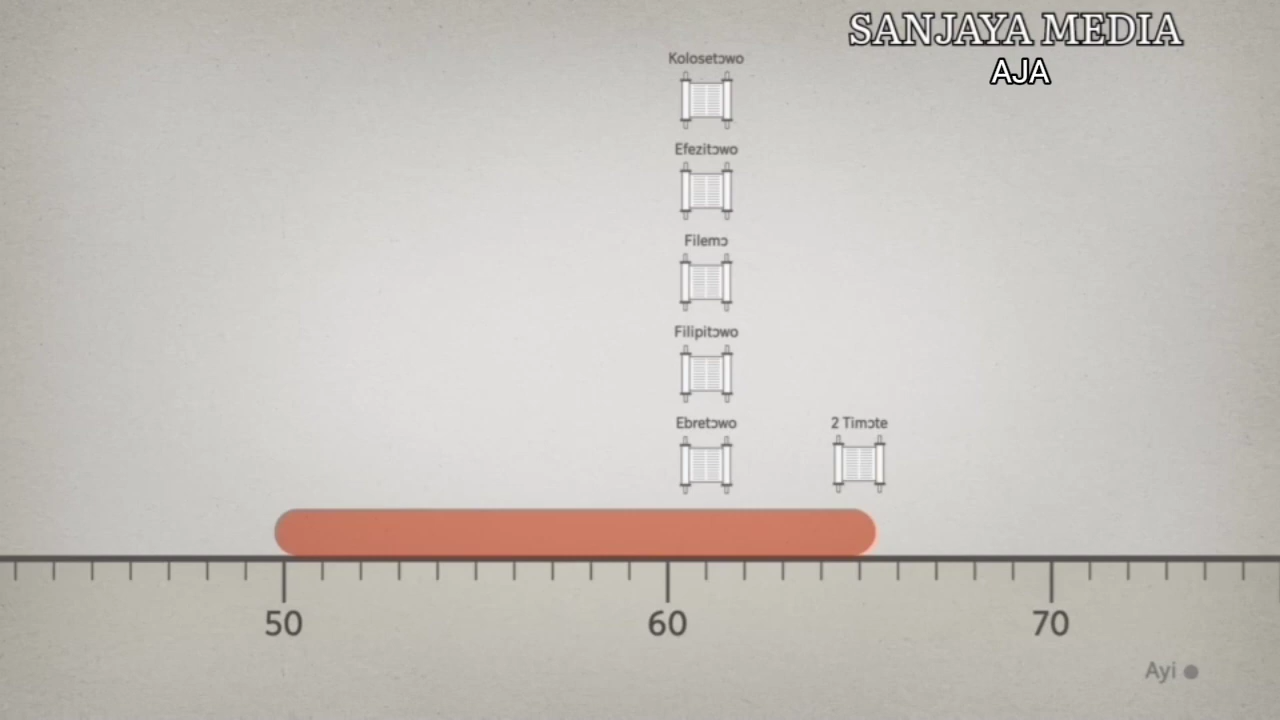 SANJAYA MEDIA
AJA
Kolosetɔwo
Efezitɔwo
Filemɔ
Filipitɔwo
Ebretɔwo
2 Timɔte
50 60 70
Ayi